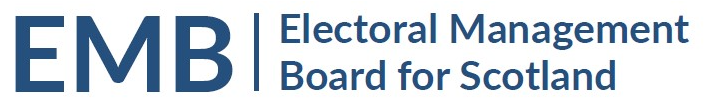 EMB
Electoral Management
Board for Scotland